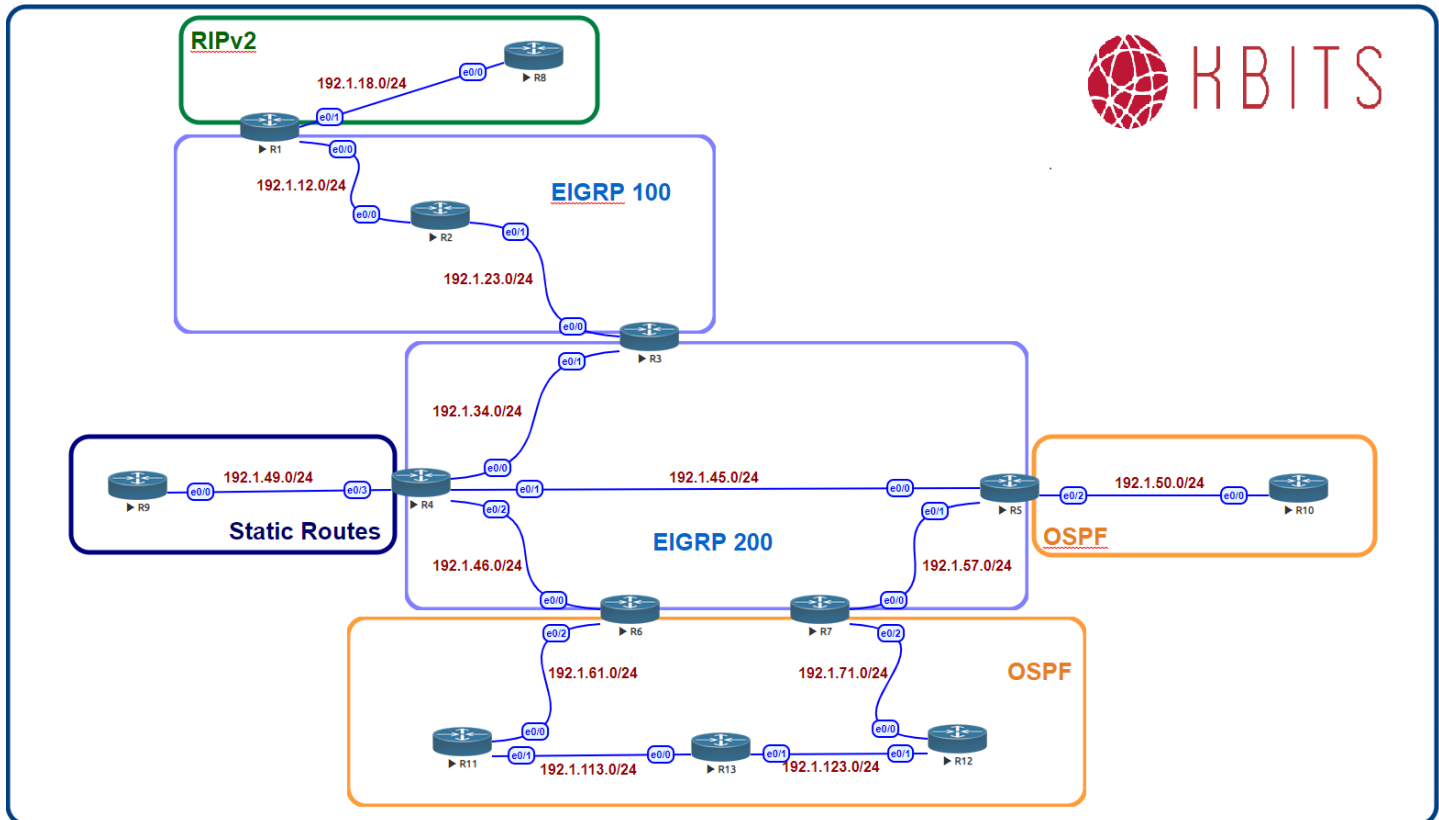 RIPv2
KBITS
192.1.18.0/24
e0/0
R8
e0/1
R1
e0/0
192.1.12.0/24
EIGRP 100
e0/0
R2
e0/1
192.1.23.0/24
e0/0
R3
e0/1
192.1.34.0/24
e0/0
192.1.49.0/24
e0/0
e0/3
R9
R4
Static Routes
192.1.45.0/24
e0/1
e0/0
e0/2
R5
e0/2
192.1.50.0/24
e0/0
R10
e0/1
OSPF
EIGRP 200
192.1.46.0/24
192.1.57.0/24
e0/0
R6
e0/0
R7
e0/2
e0/2
192.1.61.0/24
192.1.71.0/24
OSPF
e0/0
R11
e0/1
192.1.113.0/24
e0/0
R13
e0/1
192.1.123.0/24
e0/0
e0/1
R12